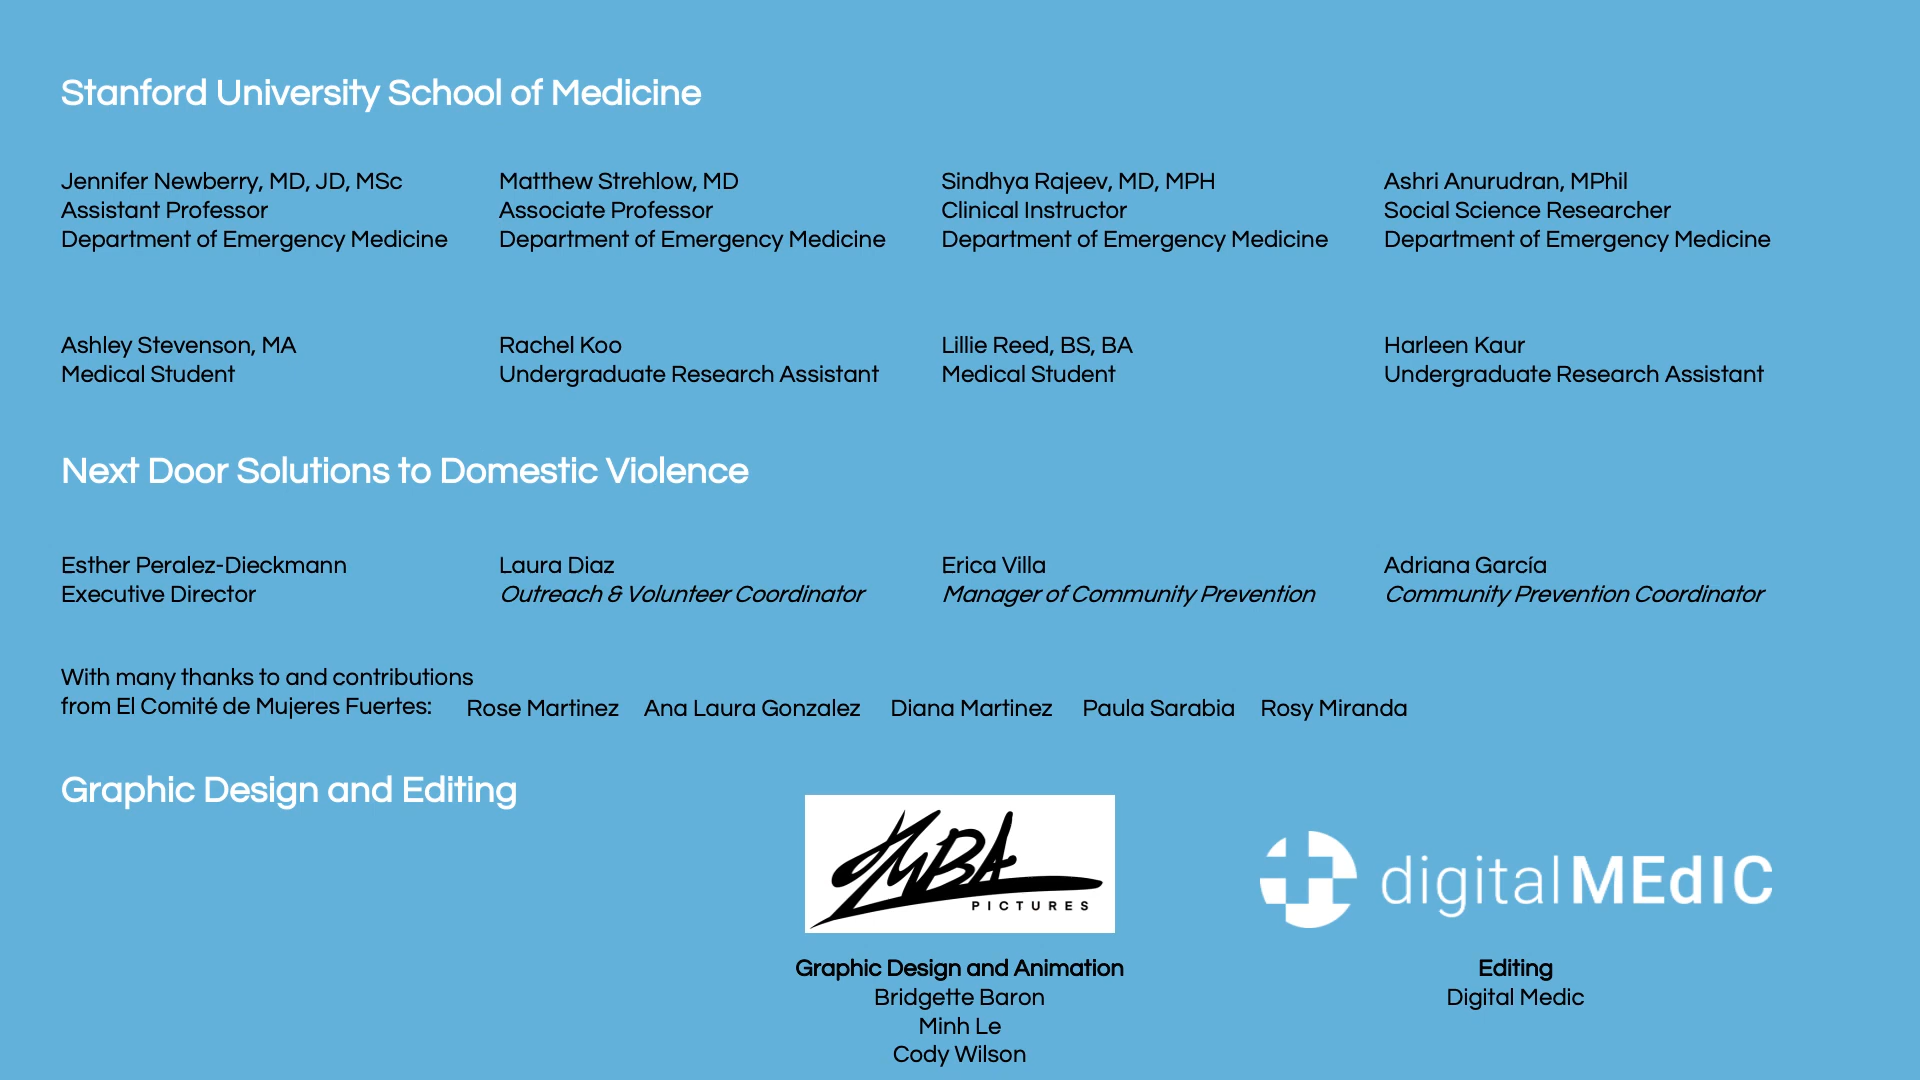 Stanford University School of Medicine
Jennifer Newberry, MD, JD, MSc
Assistant Professor
Department of Emergency Medicine
Matthew Strehlow, MD
Associate Professor
Department of Emergency Medicine
Sindhya Rajeev, MD, MPH
Clinical Instructor
Department of Emergency Medicine
Ashri Anurudran, MPhil
Social Science Researcher
Department of Emergency Medicine
Ashley Stevenson, MA
Medical Student
Rachel Koo
Undergraduate Research Assistant
Lillie Reed, BS, BA
Medical Student
Harleen Kaur
Undergraduate Research Assistant
Next Door Solutions to Domestic Violence
Esther Peralez-Dieckmann
Executive Director
Laura Diaz
Outreach & Volunteer Coordinator
Erica Villa
Manager of Community Prevention
Adriana García
Community Prevention Coordinator
With many thanks to and contributions
from El Comité de Mujeres Fuertes: Rose Martinez Ana Laura Gonzalez Diana Martinez Paula Sarabia Rosy Miranda
Graphic Design and Editing
PICTURES
Graphic Design and Animation
Bridgette Baron
Minh Le
Cody Wilson
digital MEdIC
Editing
Digital Medic